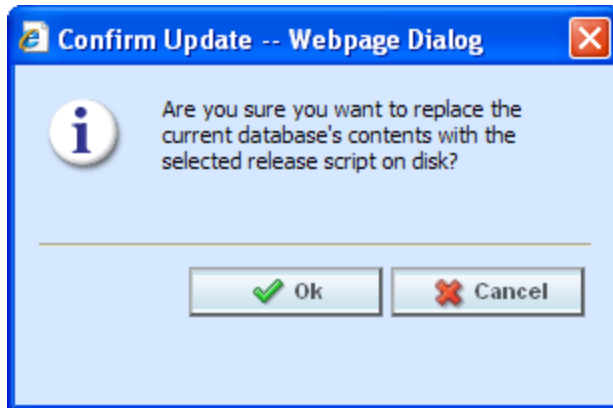 Confirm Update -- Webpage Dialog
Are you sure you want to replace the
current database's contents with the
selected release script on disk?
Ok
Cancel